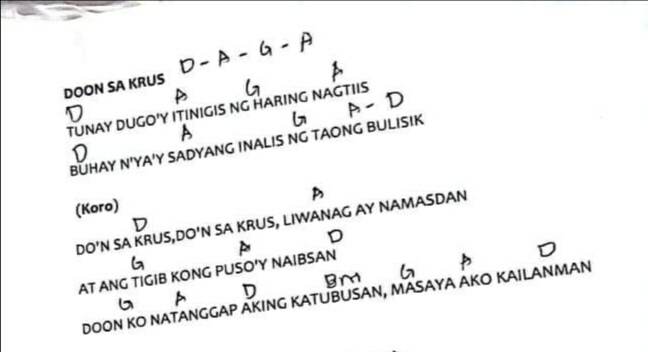 DOON SA KRUS D - A - G - A
D A G A
TUNAY DUGO'Y ITINIGIS NG HARING NAGTIIS
D A G A - D
BUHAY N'YA'Y SADYANG INALIS NG TAONG BULISIK
(Koro)
D A
DO'N SA KRUS,DO'N SA KRUS, LIWANAG AY NAMASDAN
G A D
AT ANG TIGIB KONG PUSO'Y NAIBSAN
G A D Bm G A D
DOON KO NATANGGAP AKING KATUBUSAN, MASAYA AKO KAILANMAN